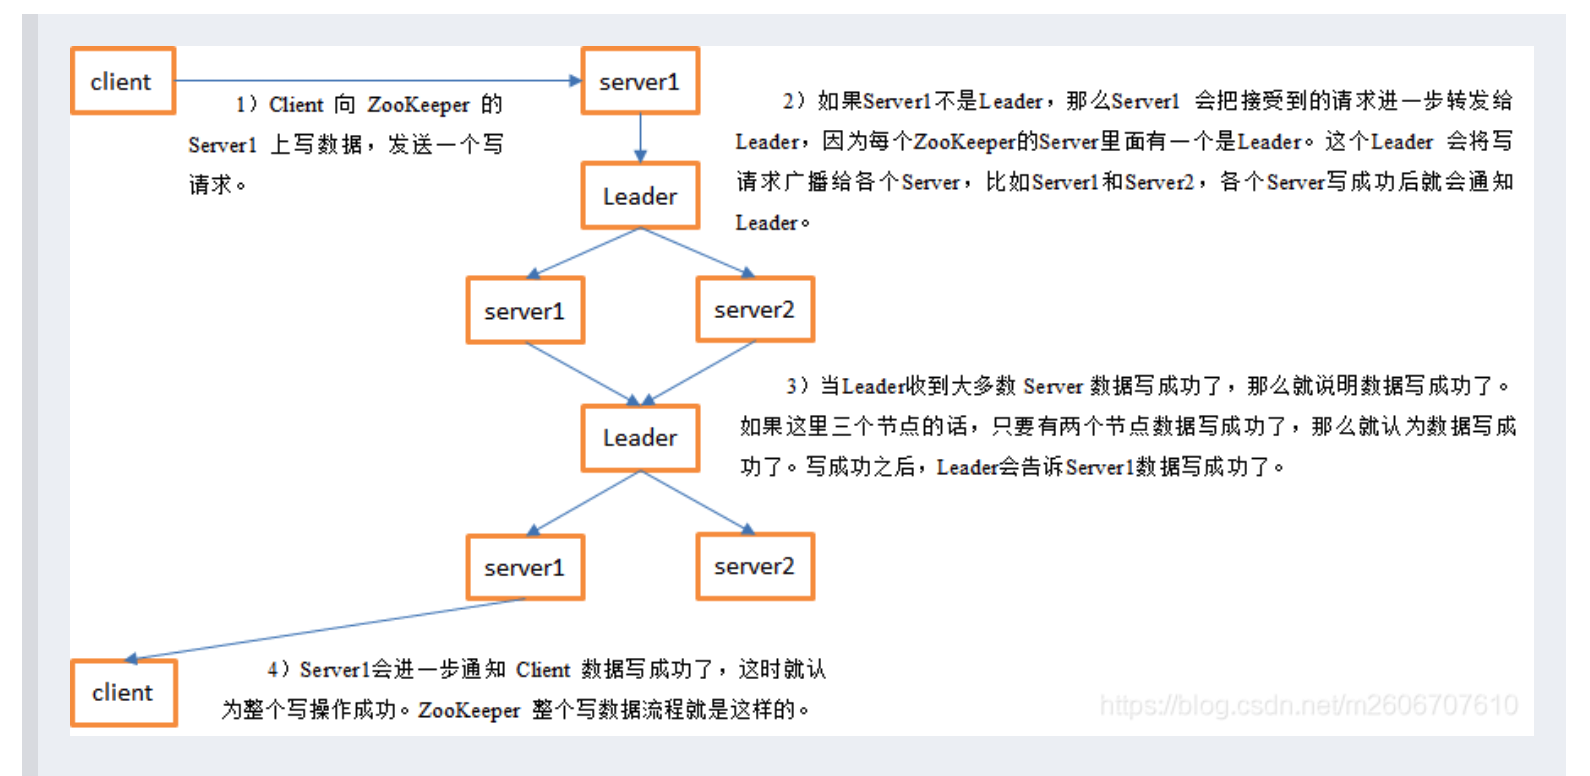 client
server1
1）Client 向 ZooKeeper 的
Server1 上写数据，发送一个写
请求。
2）如果Server1不是Leader，那么Server1 会把接受到的请求进一步转发给
Leader，因为每个ZooKeeper的Server里面有一个是Leader。这个Leader 会将写
请求广播给各个Server，比如Server1和Server2，各个Server写成功后就会通知
Leader。
Leader
server1
server2
3）当Leader收到大多数 Server 数据写成功了，那么就说明数据写成功了。
如果这里三个节点的话，只要有两个节点数据写成功了，那么就认为数据写成
功了。写成功之后，Leader会告诉Server1数据写成功了。
Leader
server1
server2
4）Server1会进一步通知 Client 数据写成功了，这时就认
为整个写操作成功。ZooKeeper 整个写数据流程就是这样的。
client
https://blog.csdn.net/m2606707610